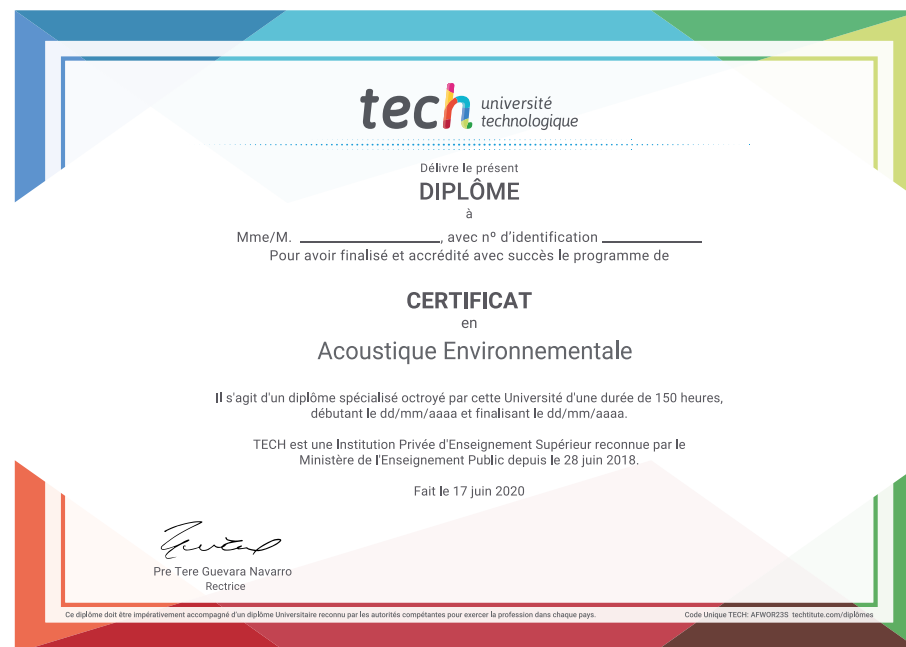 tech université
technologique
Délivre le présent
DIPLÔME
à
Mme/M. ____________________, avec nº d'identification ______________
Pour avoir finalisé et accrédité avec succès le programme de
CERTIFICAT
en
Acoustique Environnementale
Il s'agit d'un diplôme spécialisé octroyé par cette Université d'une durée de 150 heures,
débutant le dd/mm/aaaa et finalisant le dd/mm/aaaa.
TECH est une Institution Privée d'Enseignement Supérieur reconnue par le
Ministère de l'Enseignement Public depuis le 28 juin 2018.
Fait le 17 juin 2020
Pre Tere Guevara Navarro
Rectrice
Ce diplôme doit être impérativement accompagné d'un diplôme Universitaire reconnu par les autorités compétantes pour exercer la profession dans chaque pays.
Code Unique TECH: AFWOR23S techtitute.com/diplômes